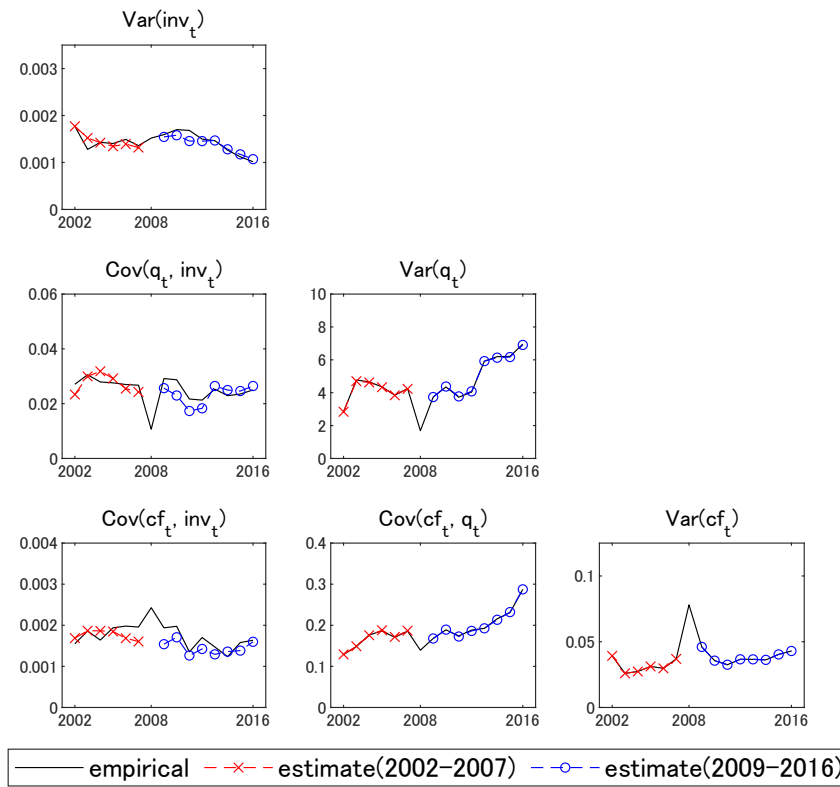 Var(inv_t)
0.003
0.002
0.001
0
2002 2008 2016
Cov(q_t, inv_t) Var(q_t)
0.06 10
8
0.04 6
0.02 4
2
0 0
2002 2008 2016 2002 2008 2016
Cov(cf_t, inv_t) Cov(cf_t, q_t) Var(cf_t)
0.004 0.4
0.003 0.3 0.1
0.002 0.2 0.05
0.001 0.1
0 0 0
2002 2008 2016 2002 2008 2016 2002 2008 2016
empirical estimate(2002-2007) estimate(2009-2016)